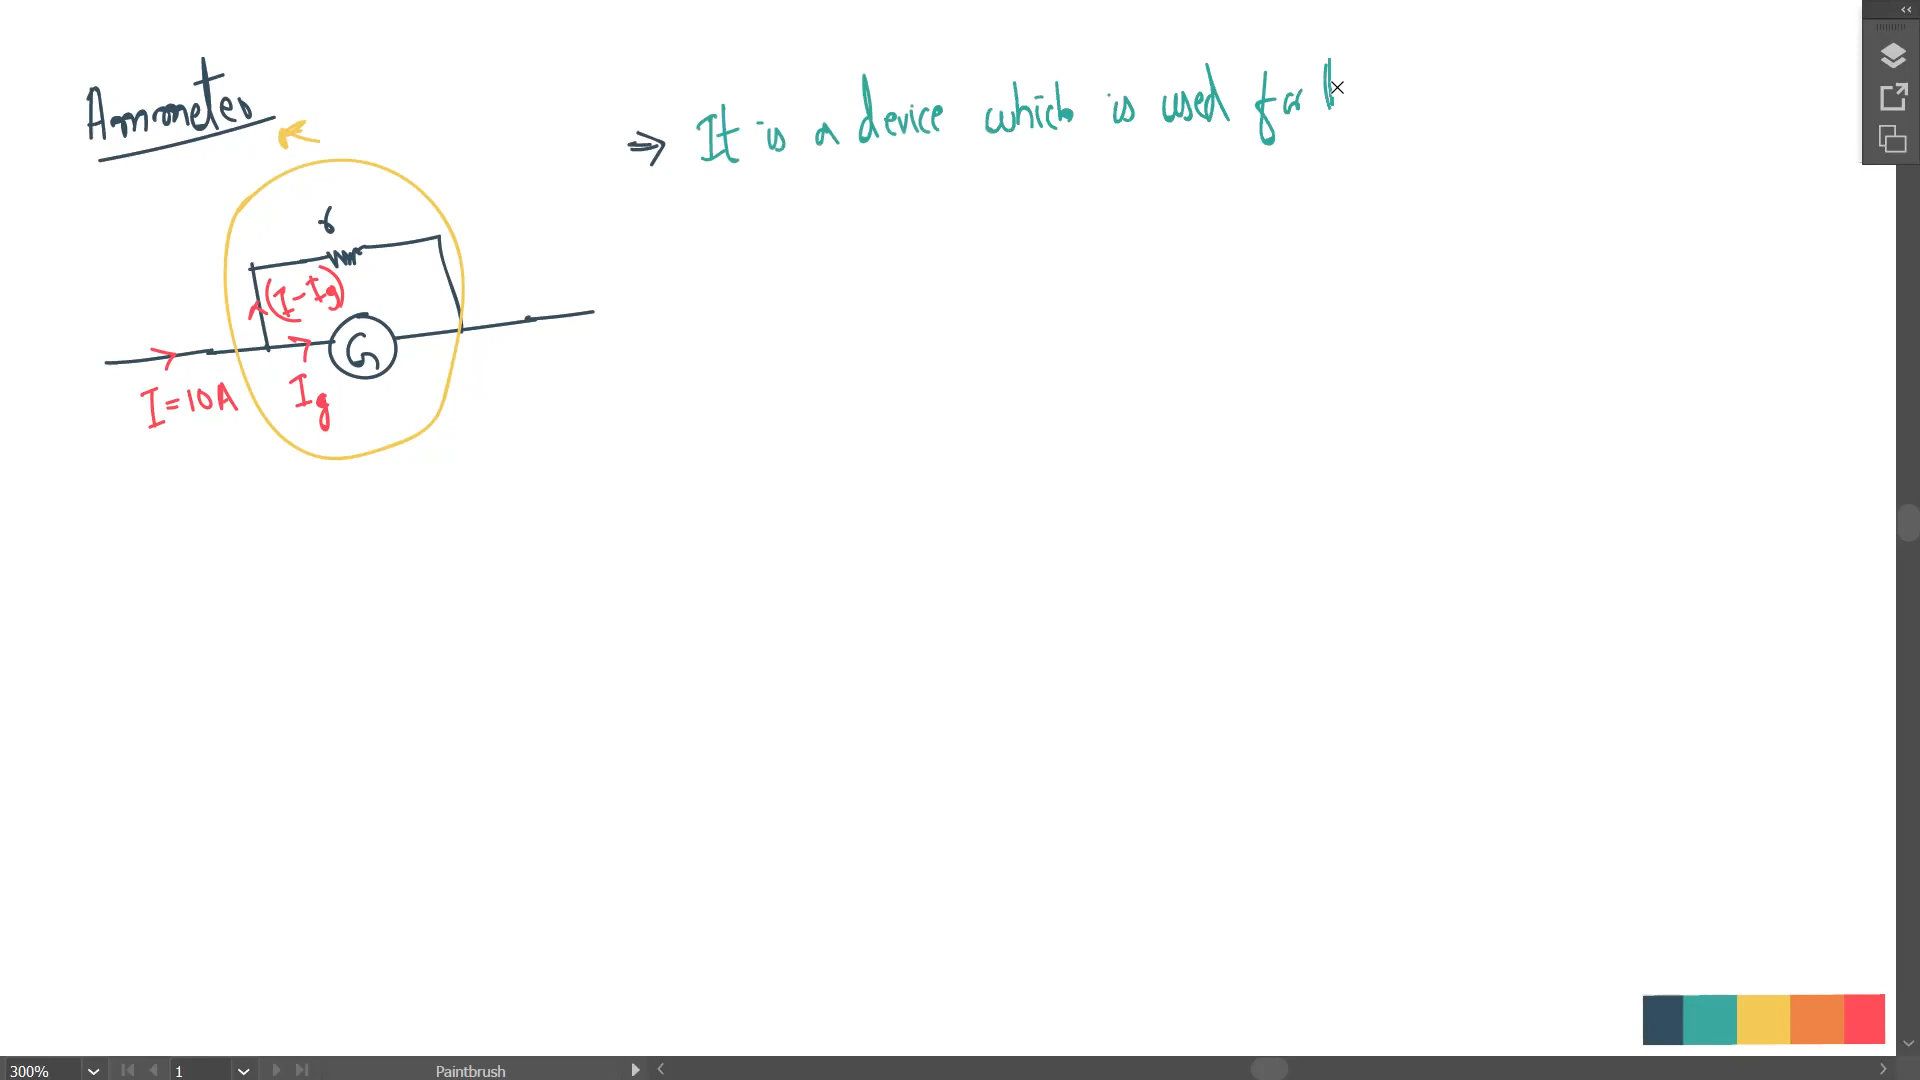 Ammeter
⇒ It is a device which is used for
r
(I-Ig)
G
I=10A
Ig
300%
1
Paintbrush